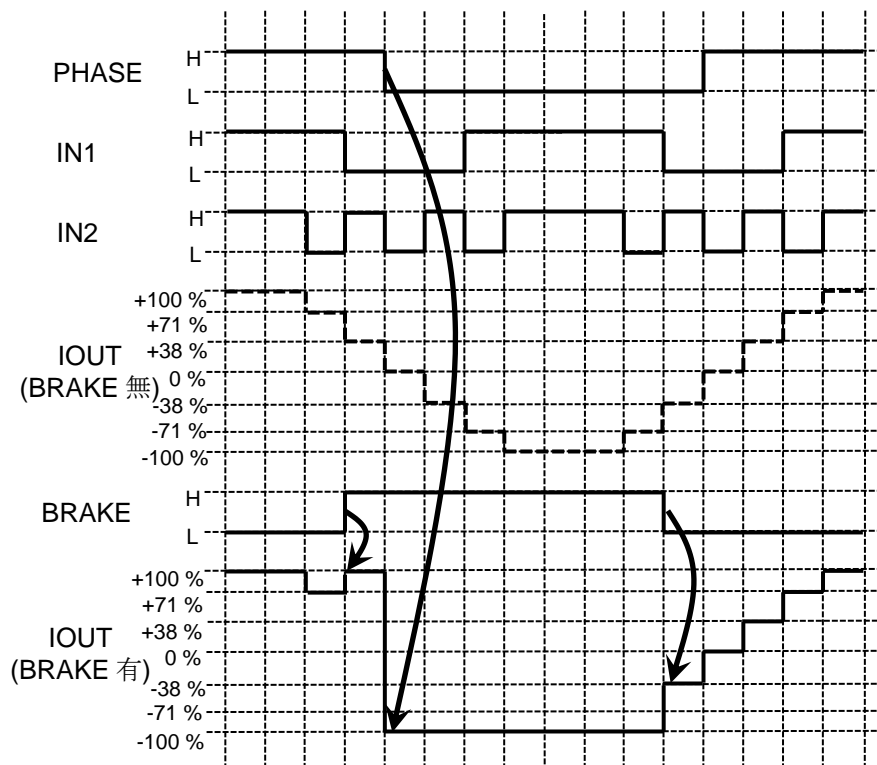 H
PHASE
L
H
IN1
L
H
IN2
L
+100 %
+71 %
+38 %
IOUT
(BRAKE 無)
0 %
-38 %
-71 %
-100 %
H
BRAKE
L
+100 %
+71 %
+38 %
IOUT
(BRAKE 有)
0 %
-38 %
-71 %
-100 %